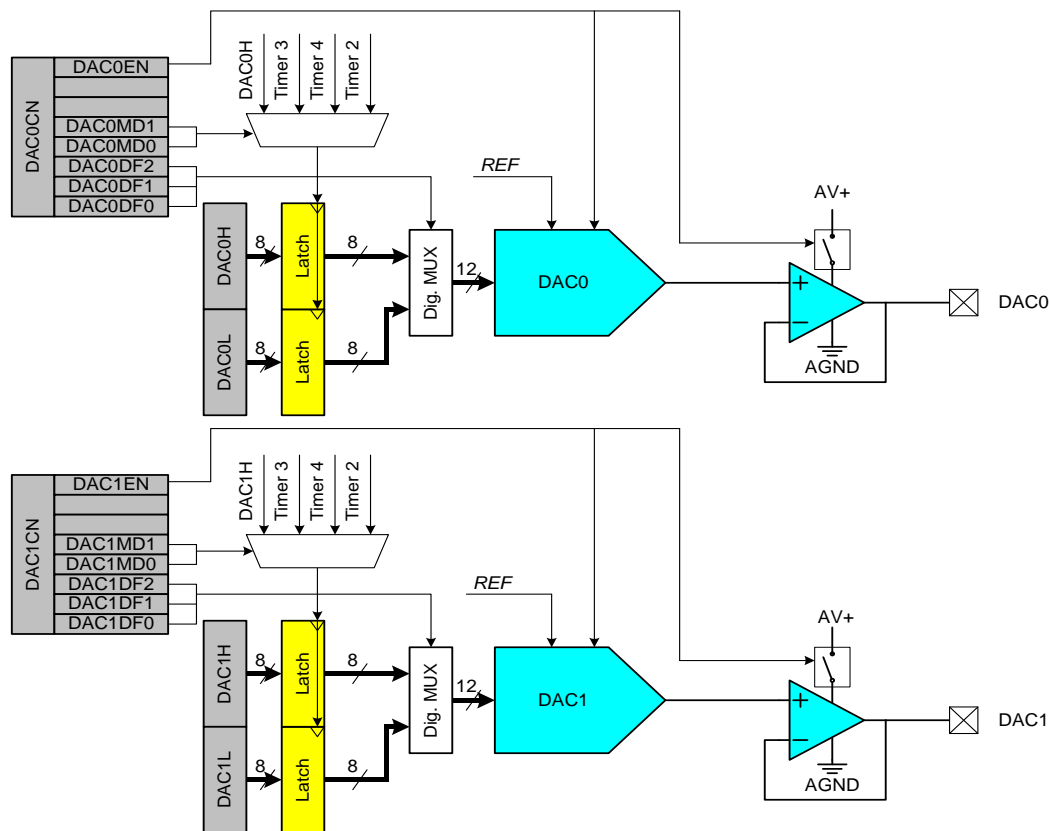 DAC0CN
DAC0EN
DAC0MD1
DAC0MD0
DAC0DF2
DAC0DF1
DAC0DF0
DAC0H
Timer 3
Timer 4
Timer 2
DAC0H
8
Latch
8
DAC0L
8
Latch
8
Dig. MUX
12
REF
DAC0
AV+
+
−
AGND
DAC0
DAC1CN
DAC1EN
DAC1MD1
DAC1MD0
DAC1DF2
DAC1DF1
DAC1DF0
DAC1H
Timer 3
Timer 4
Timer 2
DAC1H
8
Latch
8
DAC1L
8
Latch
8
Dig. MUX
12
REF
DAC1
AV+
+
−
AGND
DAC1